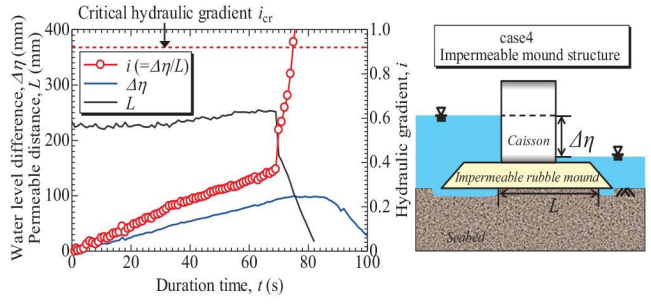 Critical hydraulic gradient i_cr
Water level difference, Δη (mm)
Permeable distance, L (mm)
400
300
200
100
0
i (=Δη/L)
Δη
L
1.0
0.8
0.6
0.4
0.2
0
Hydraulic gradient, i
0 20 40 60 80 100
Duration time, t (s)
case4
Impermeable mound structure
Caisson
Δη
Impermeable rubble mound
L
Seabed